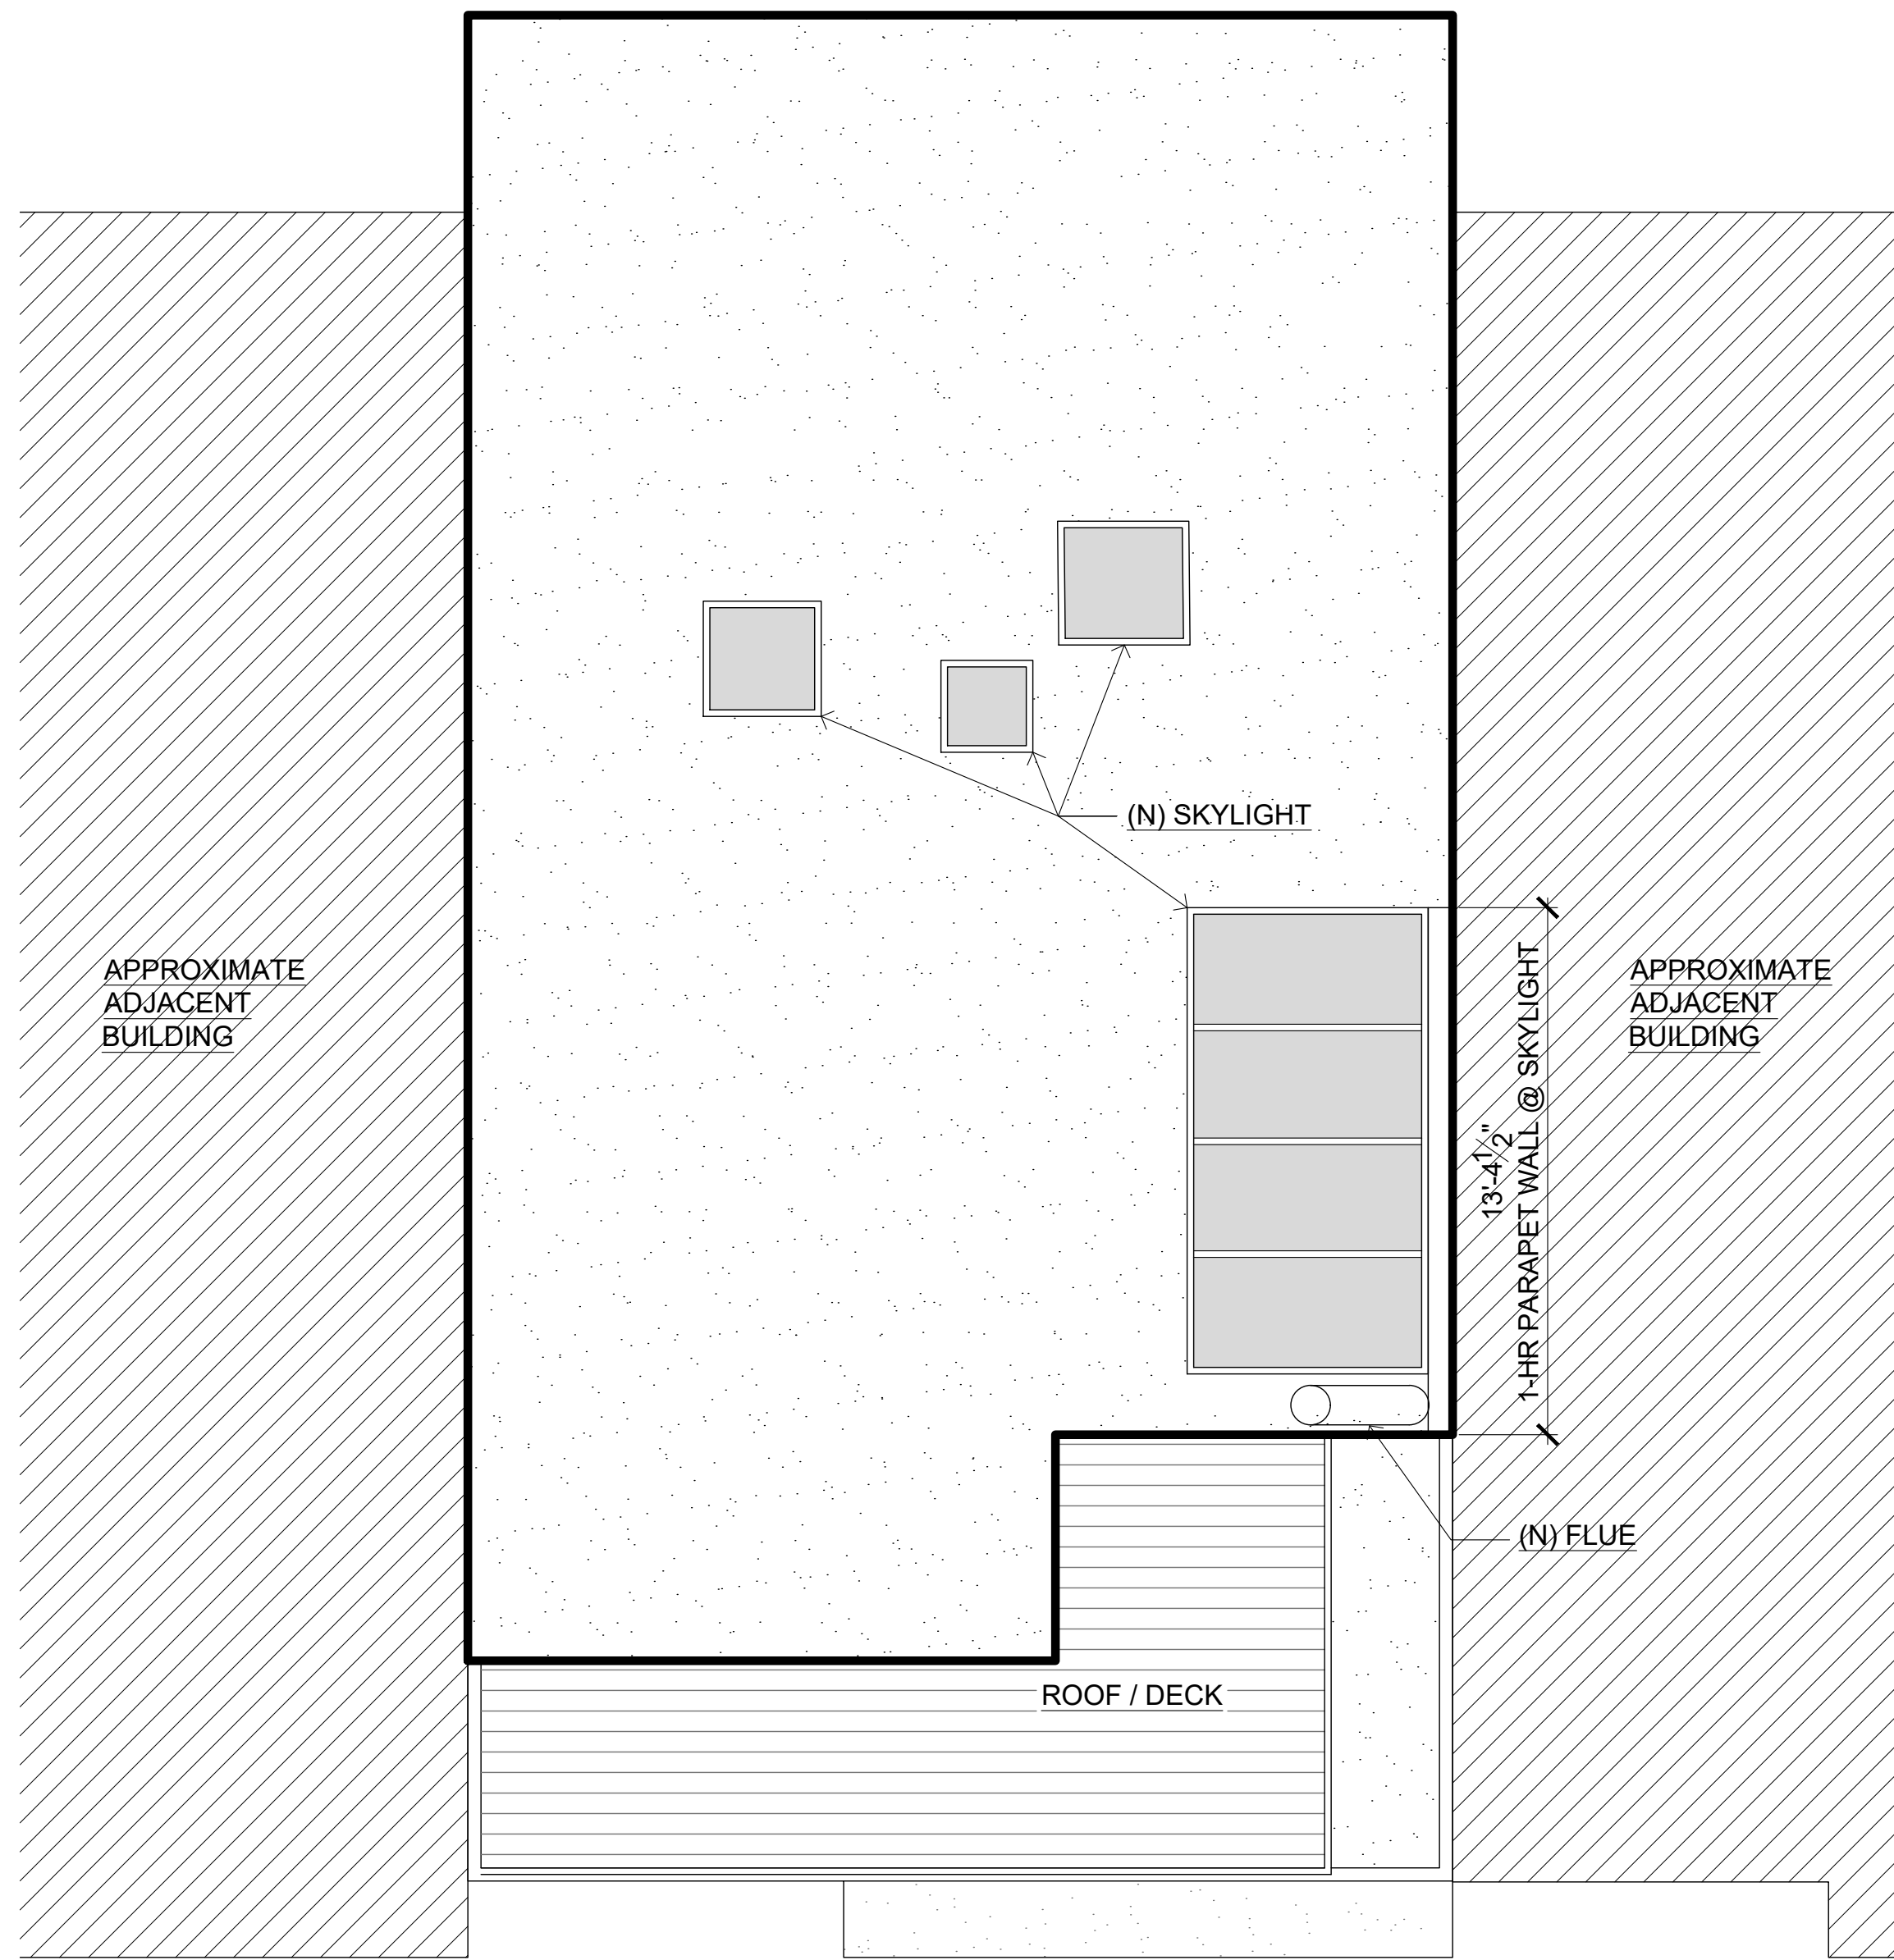 (N) SKYLIGHT
APPROXIMATE
ADJACENT
BUILDING
13'-4 1/2"
1-HR PARAPET WALL @ SKYLIGHT
APPROXIMATE
ADJACENT
BUILDING
(N) FLUE
ROOF / DECK